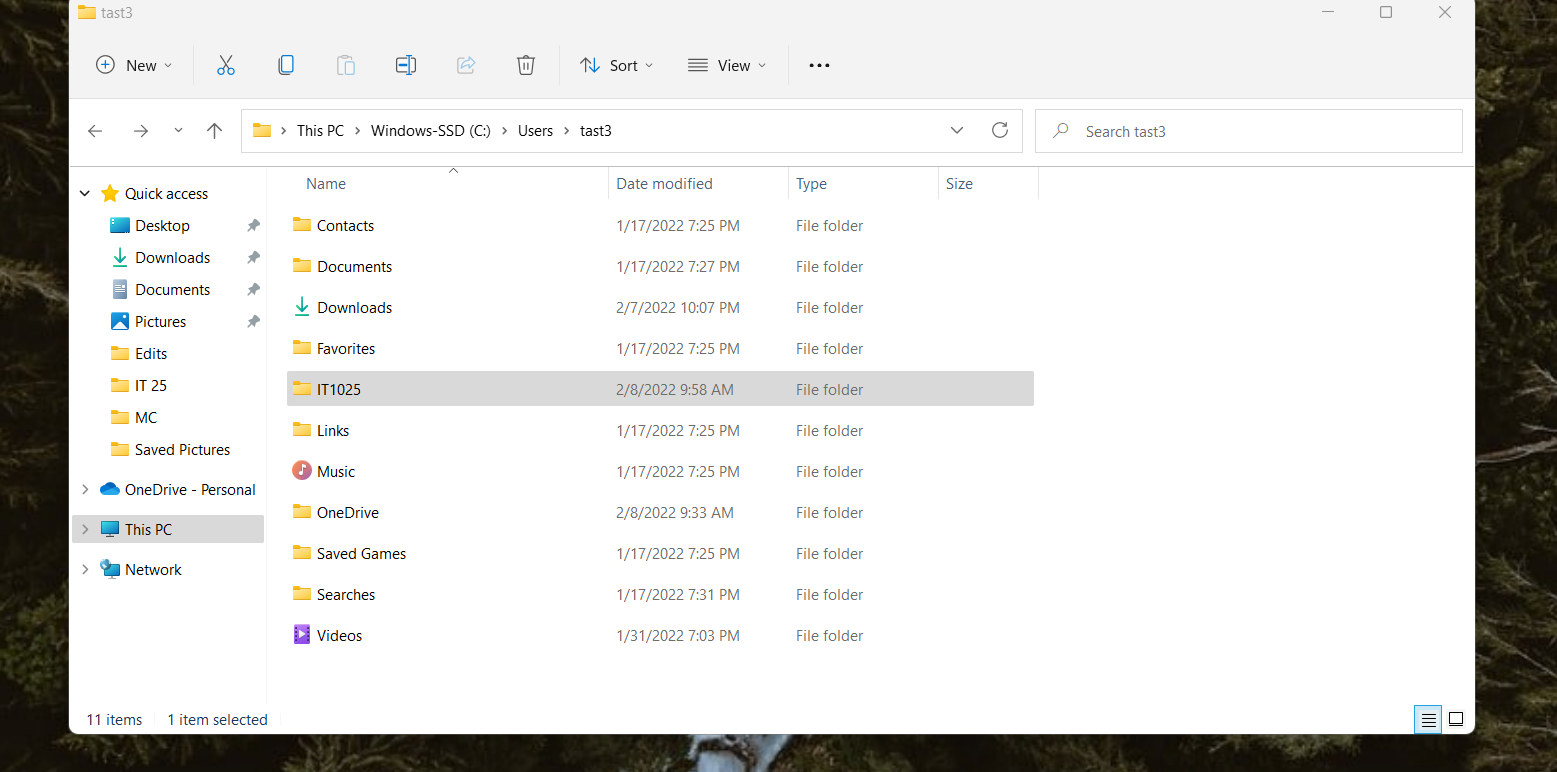 tast3
New Sort View
This PC Windows-SSD (C:) Users tast3 Search tast3
Quick access
Desktop
Downloads
Documents
Pictures
Edits
IT 25
MC
Saved Pictures
OneDrive - Personal
This PC
Network
Name Date modified Type Size
Contacts 1/17/2022 7:25 PM File folder
Documents 1/17/2022 7:27 PM File folder
Downloads 2/7/2022 10:07 PM File folder
Favorites 1/17/2022 7:25 PM File folder
IT1025 2/8/2022 9:58 AM File folder
Links 1/17/2022 7:25 PM File folder
Music 1/17/2022 7:25 PM File folder
OneDrive 2/8/2022 9:33 AM File folder
Saved Games 1/17/2022 7:25 PM File folder
Searches 1/17/2022 7:31 PM File folder
Videos 1/31/2022 7:03 PM File folder
11 items 1 item selected